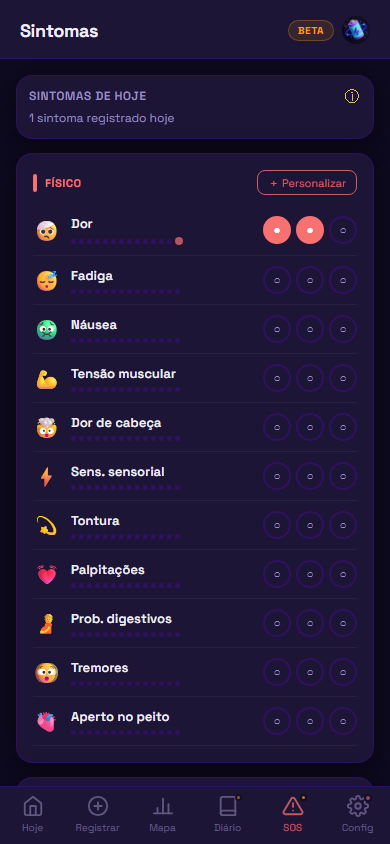 Sintomas
BETA
SINTOMAS DE HOJE
1 sintoma registrado hoje
FÍSICO
+ Personalizar
Dor
Fadiga
Náusea
Tensão muscular
Dor de cabeça
Sens. sensorial
Tontura
Palpitações
Prob. digestivos
Tremores
Aperto no peito
Hoje
Registrar
Mapa
Diário
SOS
Config